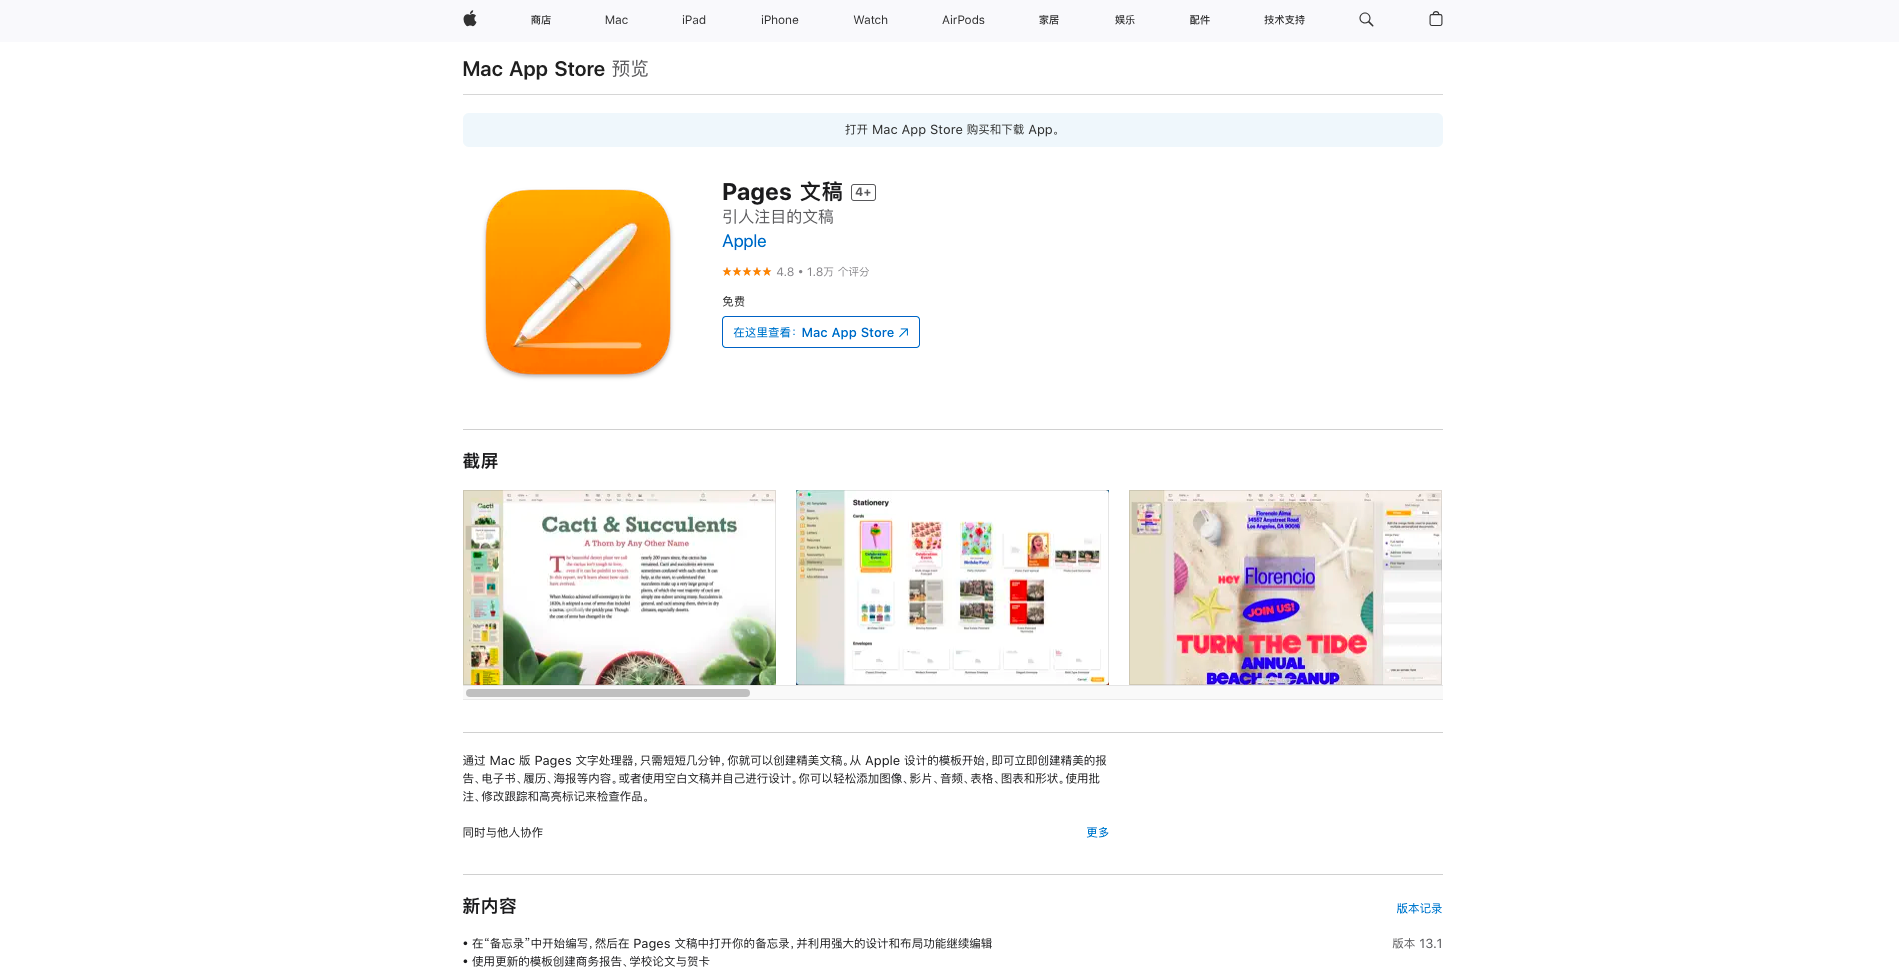 商店 Mac iPad iPhone Watch AirPods 家居 娱乐 配件 技术支持
Mac App Store 预览
打开 Mac App Store 购买和下载 App。
Pages 文稿 4+
引人注目的文稿
Apple
★★★★★ 4.8 • 1.8万 个评分
免费
在这里查看：Mac App Store ↗
截屏
Cacti
Cacti & Succulents
A Thorn by Any Other Name
Stationery
Cards
Envelopes
Florencio Alma
14557 Anystreet Road
Los Angeles, CA 90016
HEY Florencio
JOIN US!
TURN THE TIDE
ANNUAL
BEACH CLEANUP
通过 Mac 版 Pages 文字处理器，只需短短几分钟，你就可以创建精美文稿。从 Apple 设计的模板开始，即可立即创建精美的报
告、电子书、履历、海报等内容。或者使用空白文稿并自己进行设计。你可以轻松添加图像、影片、音频、表格、图表和形状。使用批
注、修改跟踪和高亮标记来检查作品。
同时与他人协作 更多
新内容 版本记录
• 在“备忘录”中开始编写，然后在 Pages 文稿中打开你的备忘录，并利用强大的设计和布局功能继续编辑 版本 13.1
• 使用更新的模板创建商务报告、学校论文与贺卡